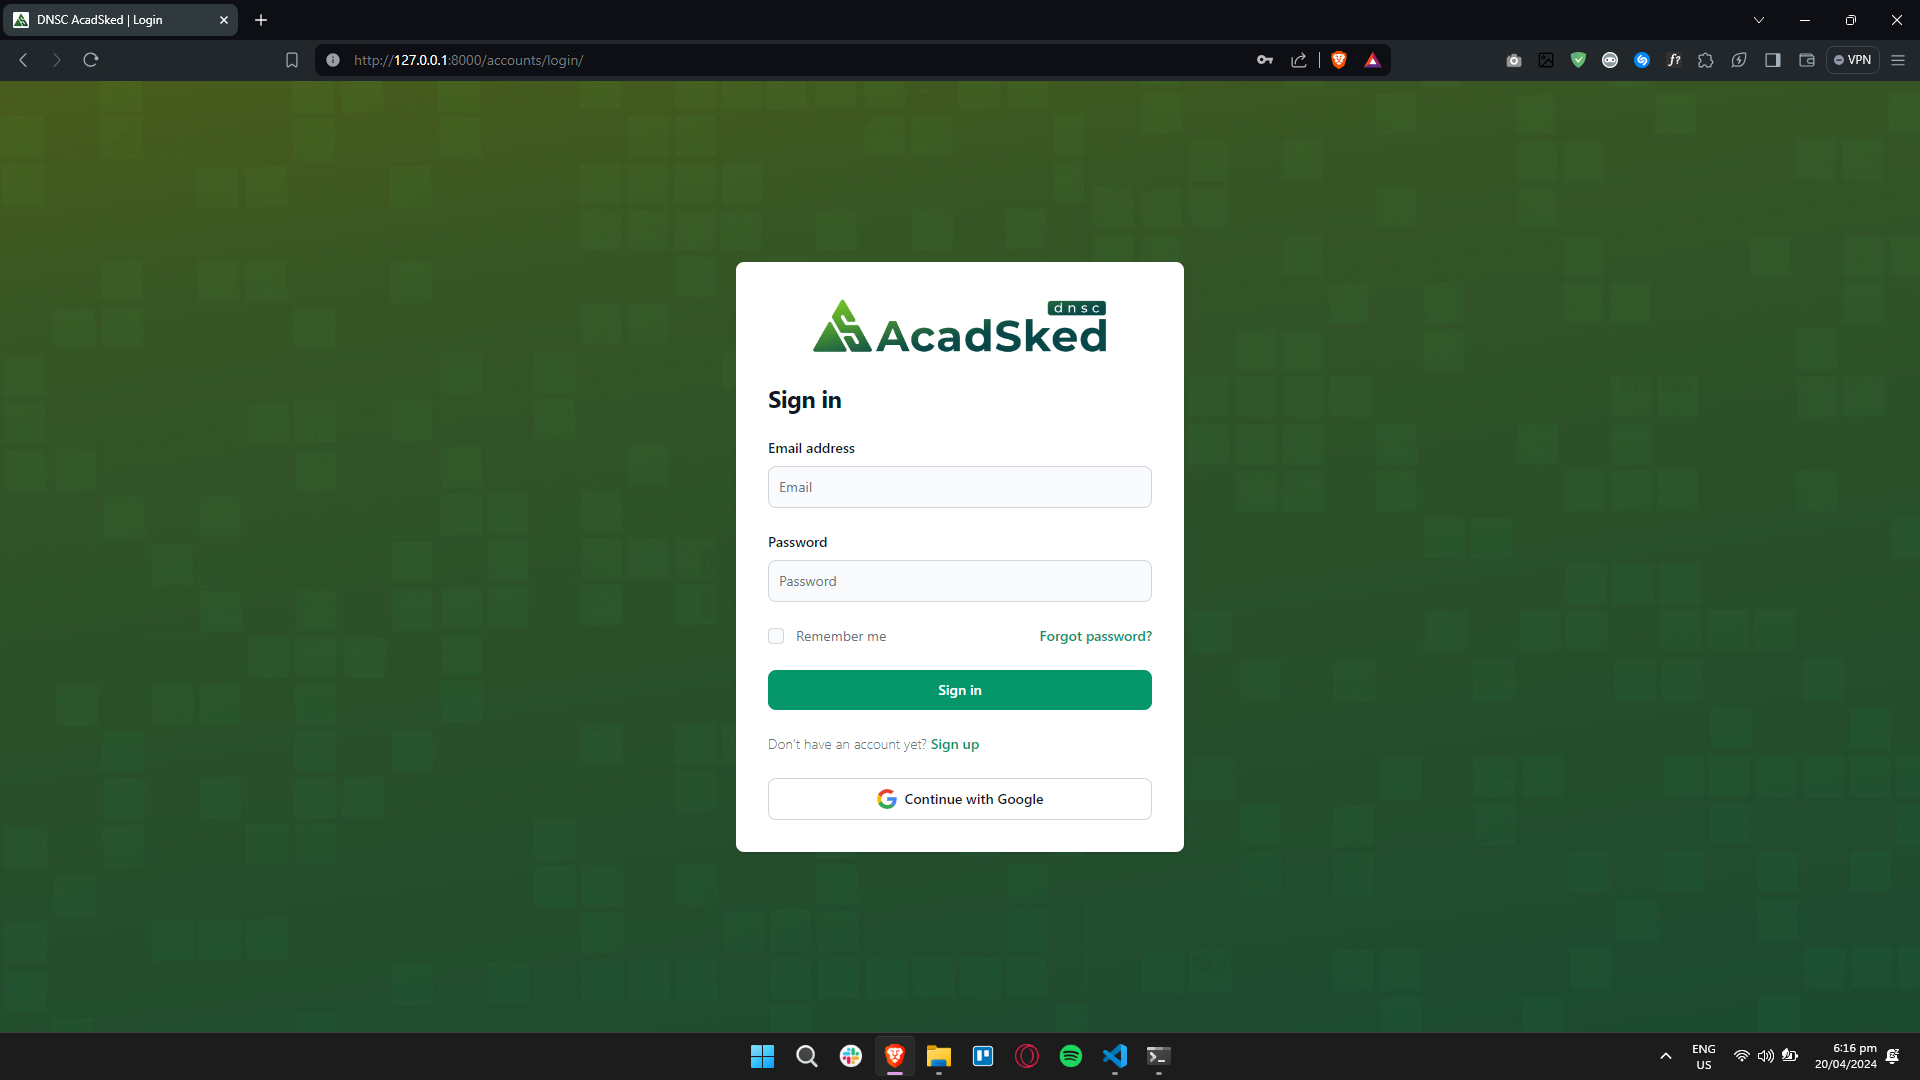 DNSC AcadSked | Login
http://127.0.0.1:8000/accounts/login/
VPN
dnsc
AcadSked
Sign in
Email address
Email
Password
Password
Remember me
Forgot password?
Sign in
Don't have an account yet? Sign up
Continue with Google
ENG
US
6:16 pm
20/04/2024